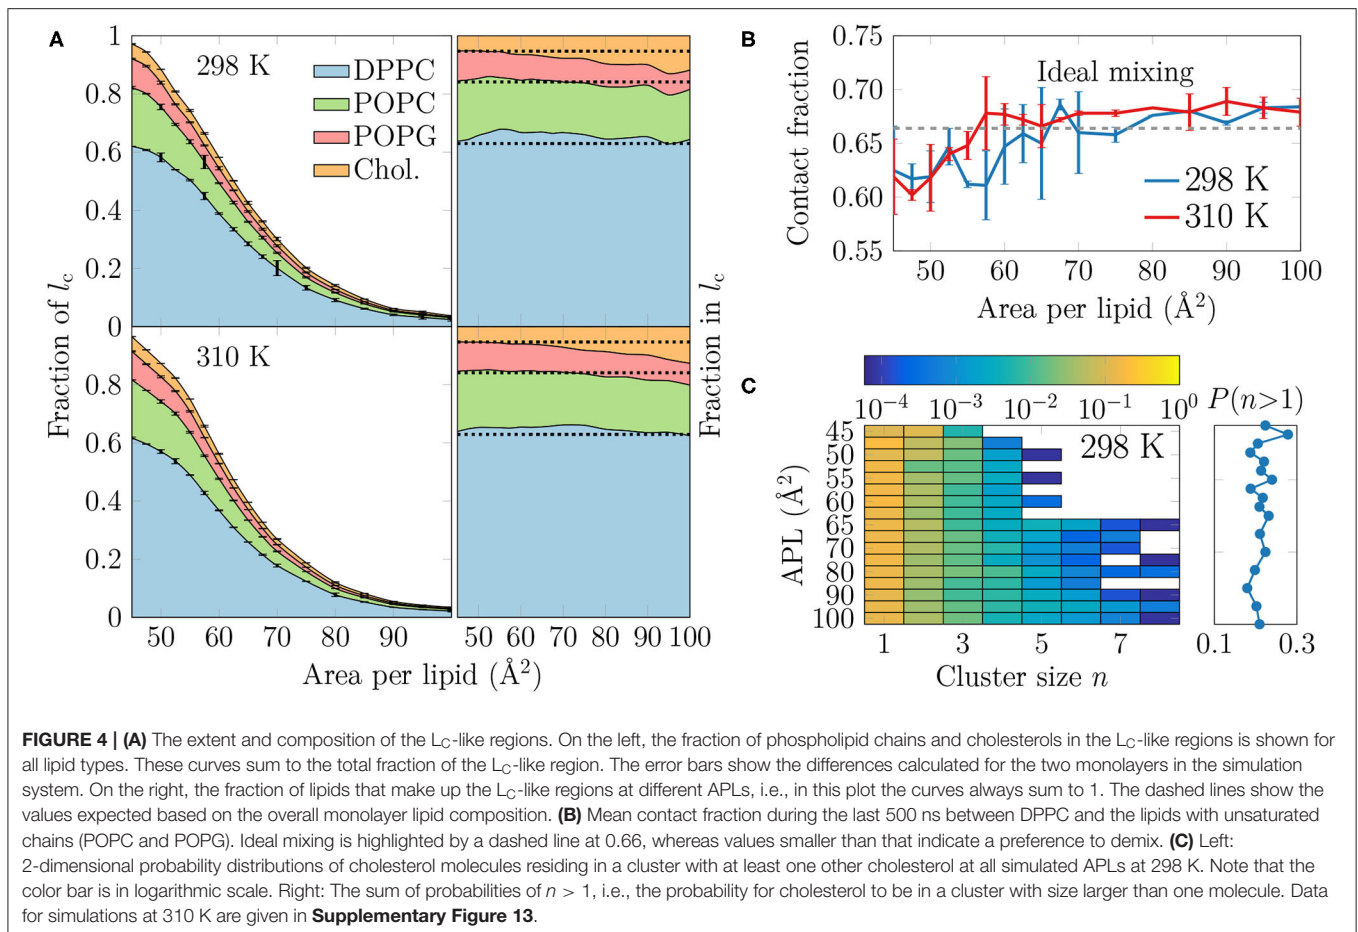 A
1
0.8
0.6
0.4
0.2
0
298 K
DPPC
POPC
POPG
Chol.
0.8
0.6
0.4
0.2
0
310 K
50 60 70 80 90
50 60 70 80 90 100
Fraction of lc
Fraction in lc
Area per lipid (Å²)
B
0.75
0.70
0.65
0.60
0.55
Contact fraction
Ideal mixing
298 K
310 K
50 60 70 80 90 100
Area per lipid (Å²)
C
10⁻⁴ 10⁻³ 10⁻² 10⁻¹ 10⁰ P(n>1)
298 K
45
50
55
60
65
70
80
90
100
APL (Å²)
1 3 5 7
Cluster size n
0.1 0.3
FIGURE 4 | (A) The extent and composition of the LC-like regions. On the left, the fraction of phospholipid chains and cholesterols in the LC-like regions is shown for
all lipid types. These curves sum to the total fraction of the LC-like region. The error bars show the differences calculated for the two monolayers in the simulation
system. On the right, the fraction of lipids that make up the LC-like regions at different APLs, i.e., in this plot the curves always sum to 1. The dashed lines show the
values expected based on the overall monolayer lipid composition. (B) Mean contact fraction during the last 500 ns between DPPC and the lipids with unsaturated
chains (POPC and POPG). Ideal mixing is highlighted by a dashed line at 0.66, whereas values smaller than that indicate a preference to demix. (C) Left:
2-dimensional probability distributions of cholesterol molecules residing in a cluster with at least one other cholesterol at all simulated APLs at 298 K. Note that the
color bar is in logarithmic scale. Right: The sum of probabilities of n > 1, i.e., the probability for cholesterol to be in a cluster with size larger than one molecule. Data
for simulations at 310 K are given in Supplementary Figure 13.